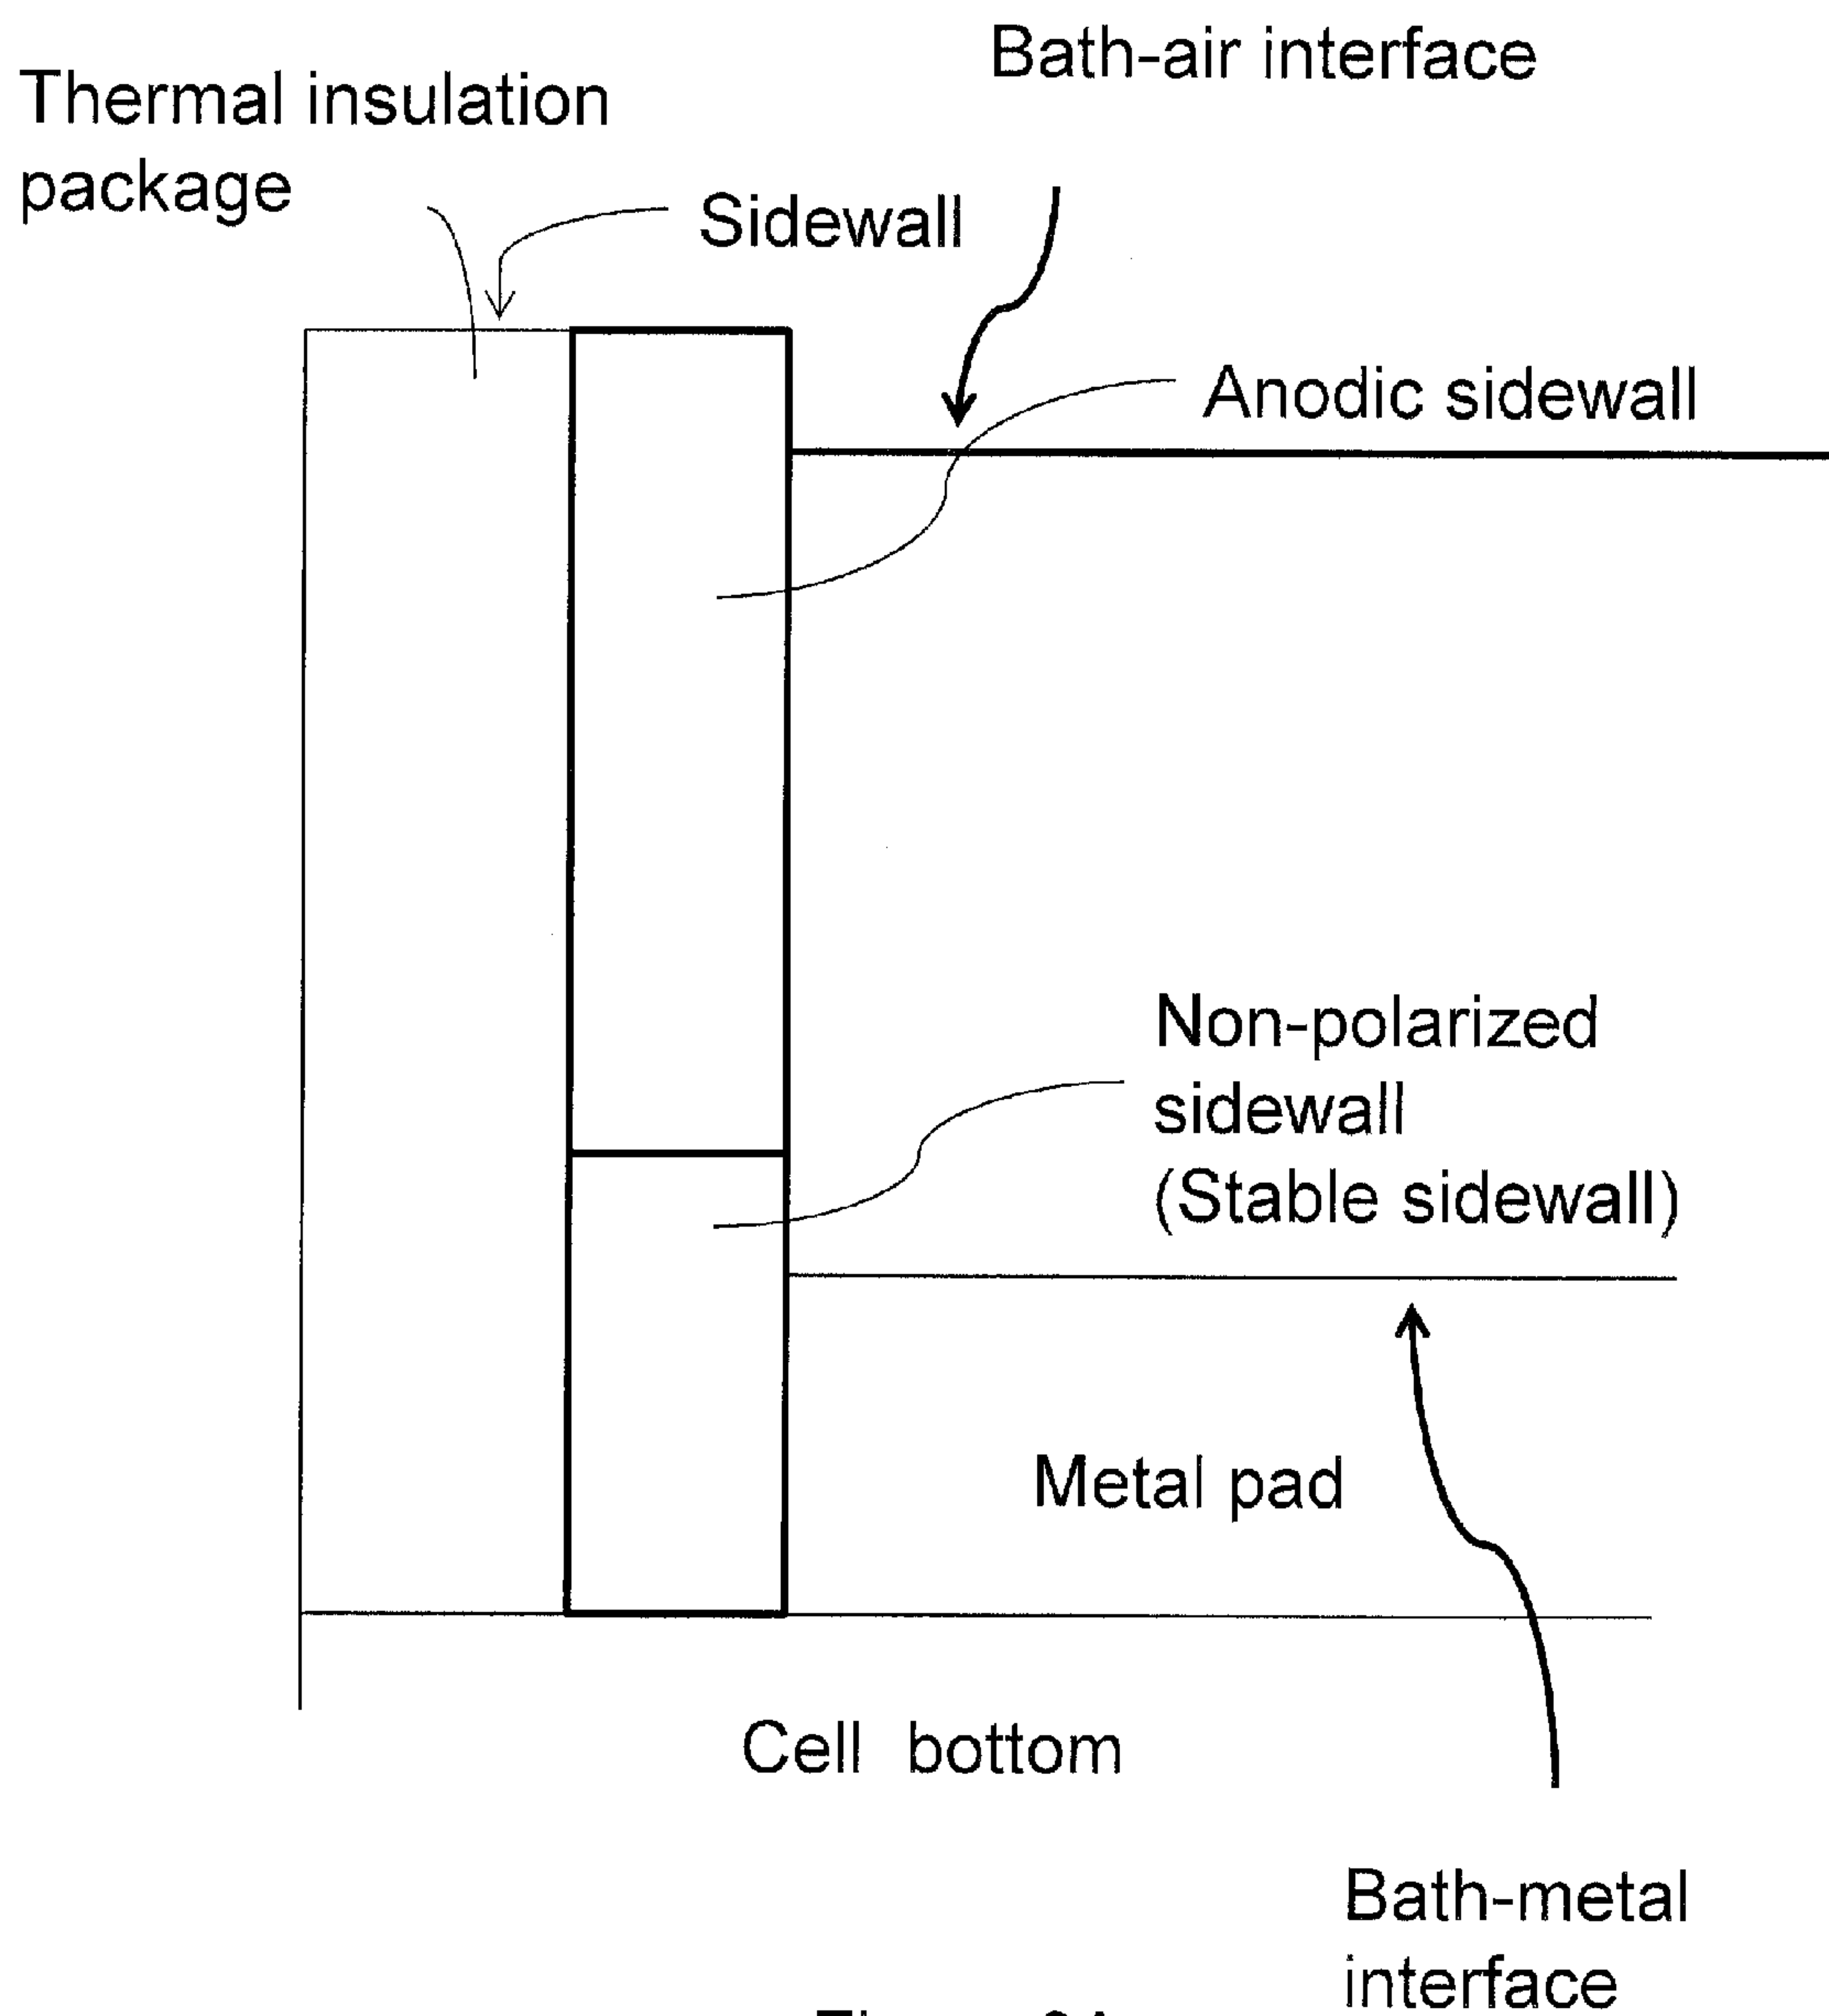 Bath-air interface
Thermal insulation
package
Sidewall
Anodic sidewall
Non-polarized
sidewall
(Stable sidewall)
Metal pad
Cell bottom
Bath-metal
interface